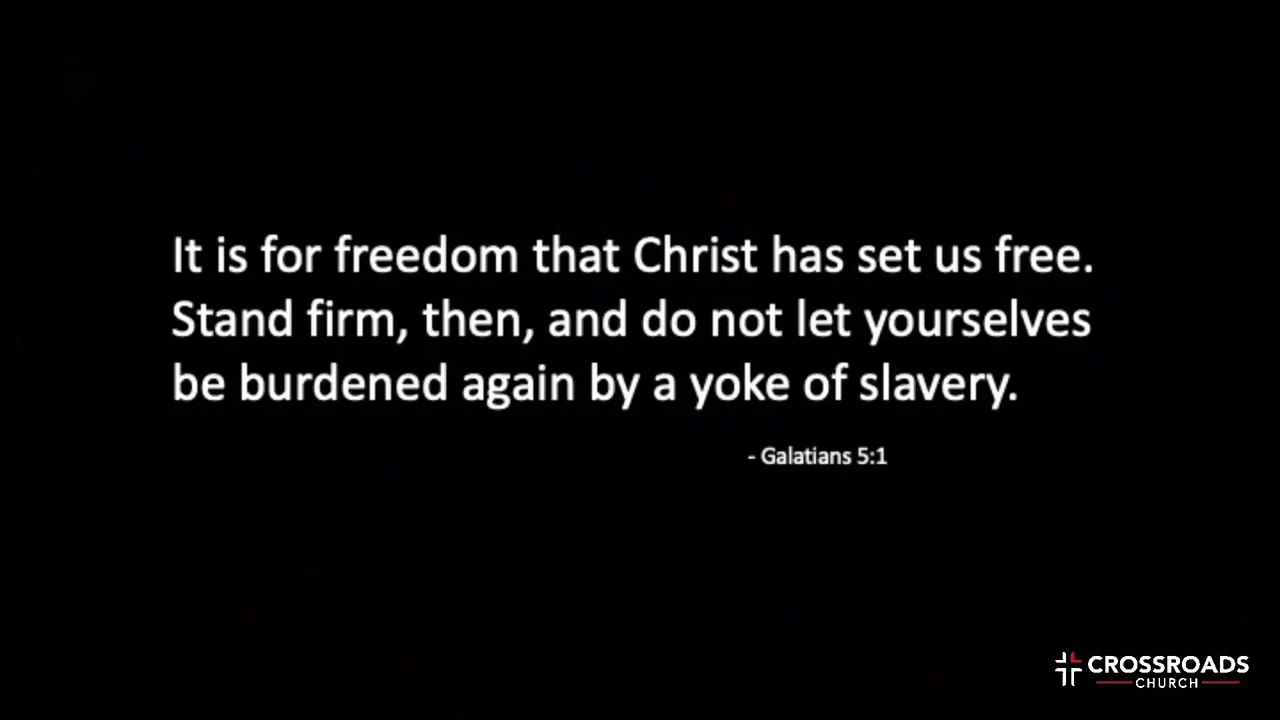 It is for freedom that Christ has set us free.
Stand firm, then, and do not let yourselves
be burdened again by a yoke of slavery.
- Galatians 5:1
CROSSROADS
CHURCH